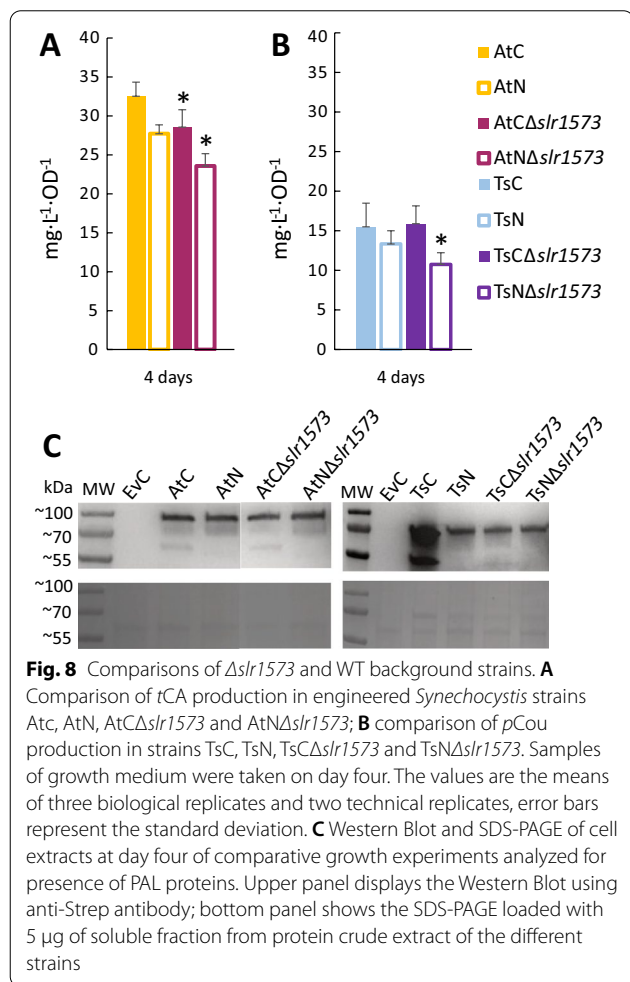 A
40
35
30
25
20
15
10
5
0
mg·L-1·OD-1
*
*
4 days
B
40
35
30
25
20
15
10
5
0
mg·L-1·OD-1
*
4 days
AtC
AtN
AtCΔslr1573
AtNΔslr1573
TsC
TsN
TsCΔslr1573
TsNΔslr1573
C
kDa
MW EvC AtC AtN AtCΔslr1573 AtNΔslr1573
MW EvC TsC TsN TsCΔslr1573 TsNΔslr1573
~100
~70
~55
~100
~70
~55
~100
~70
~55
~100
~70
~55
Fig. 8 Comparisons of Δslr1573 and WT background strains. A
Comparison of tCA production in engineered Synechocystis strains
Atc, AtN, AtCΔslr1573 and AtNΔslr1573; B comparison of pCou
production in strains TsC, TsN, TsCΔslr1573 and TsNΔslr1573. Samples
of growth medium were taken on day four. The values are the means
of three biological replicates and two technical replicates, error bars
represent the standard deviation. C Western Blot and SDS-PAGE of cell
extracts at day four of comparative growth experiments analyzed for
presence of PAL proteins. Upper panel displays the Western Blot using
anti-Strep antibody; bottom panel shows the SDS-PAGE loaded with
5 µg of soluble fraction from protein crude extract of the different
strains